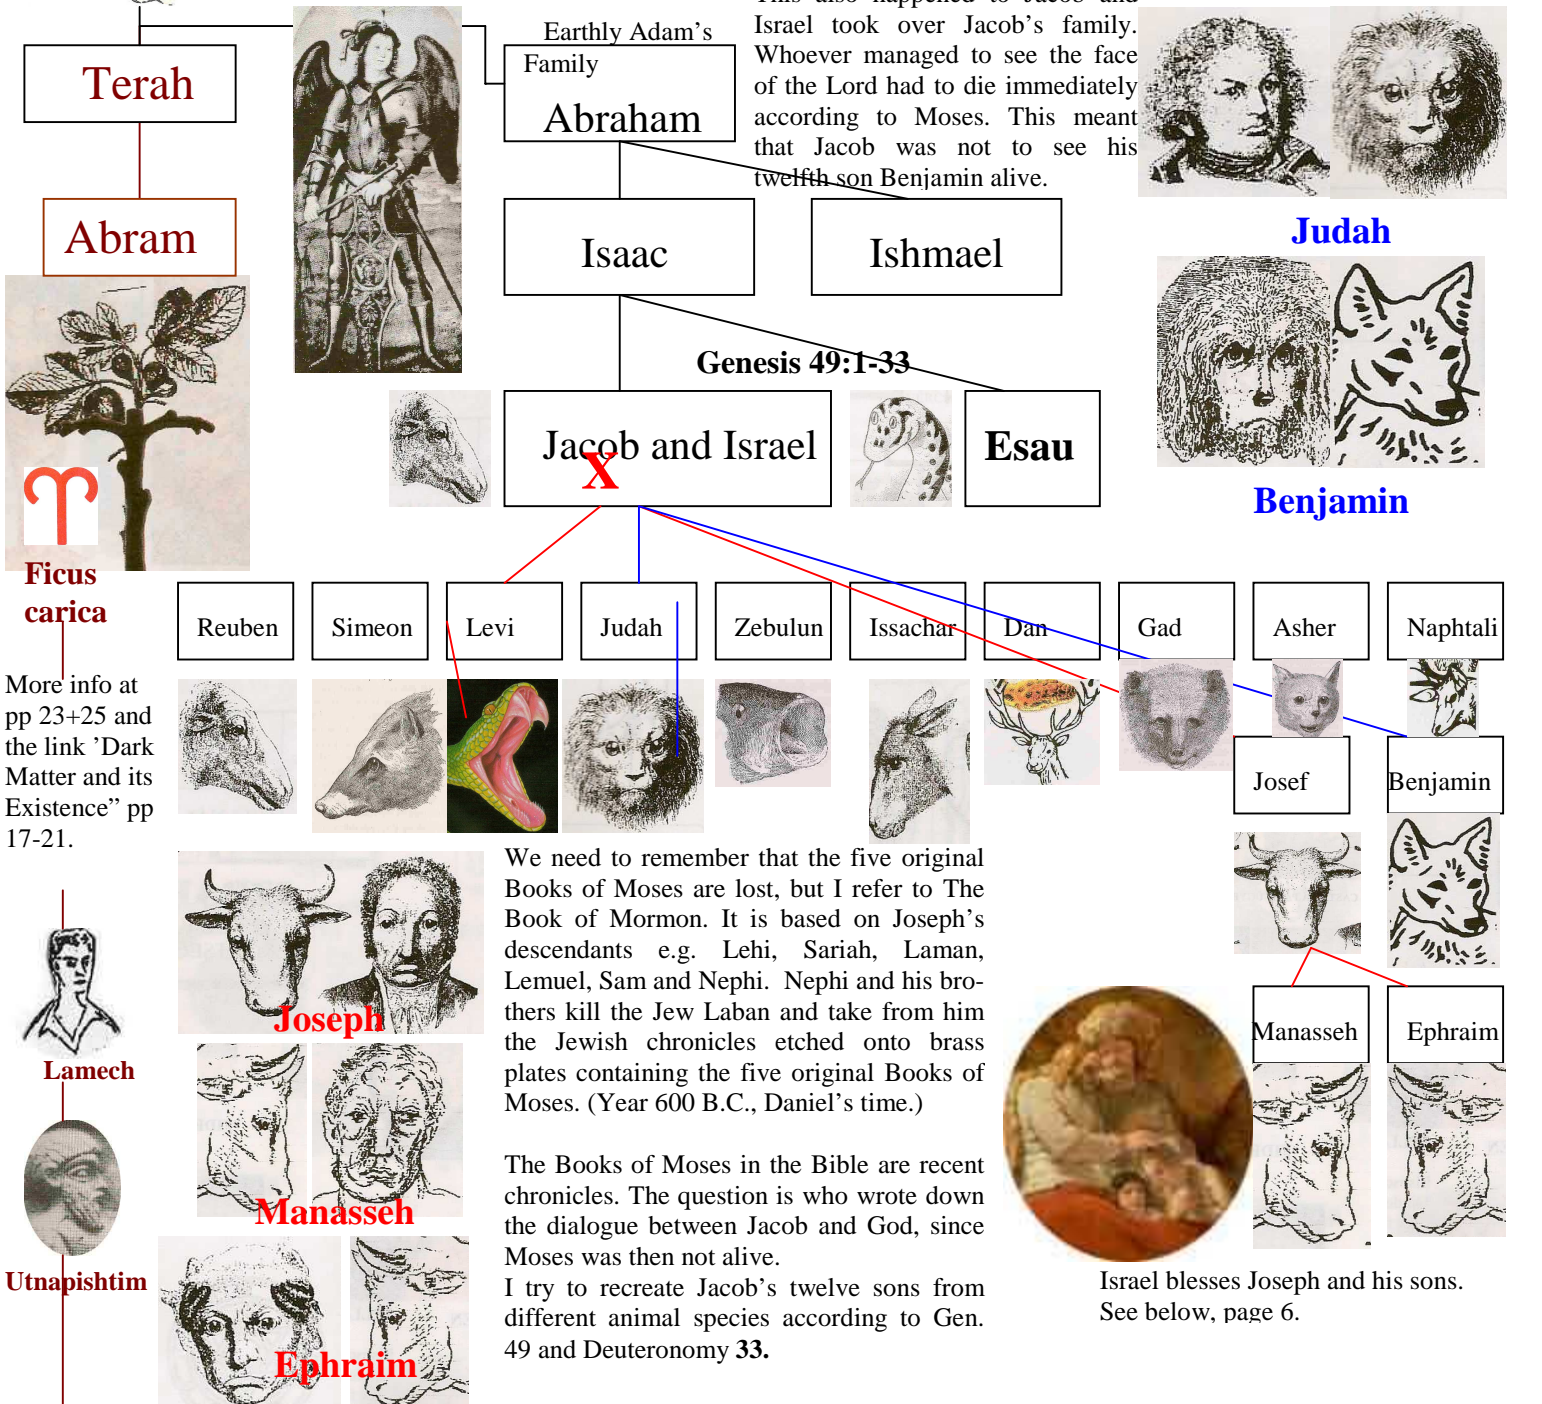 This also happened to Jacob and
Israel took over Jacob's family.
Whoever managed to see the face
of the Lord had to die immediately
according to Moses. This meant
that Jacob was not to see his
twelfth son Benjamin alive.
Terah
Earthly Adam's
Family
Abraham
Abram
Isaac
Ishmael
Judah
Genesis 49:1-33
Jacob and Israel
X
Esau
Benjamin
Ficus
carica
Reuben
Simeon
Levi
Judah
Zebulun
Issachar
Dan
Gad
Asher
Naphtali
More info at
pp 23+25 and
the link 'Dark
Matter and its
Existence" pp
17-21.
Josef
Benjamin
We need to remember that the five original
Books of Moses are lost, but I refer to The
Book of Mormon. It is based on Joseph's
descendants e.g. Lehi, Sariah, Laman,
Lemuel, Sam and Nephi. Nephi and his bro-
thers kill the Jew Laban and take from him
the Jewish chronicles etched onto brass
plates containing the five original Books of
Moses. (Year 600 B.C., Daniel's time.)
The Books of Moses in the Bible are recent
chronicles. The question is who wrote down
the dialogue between Jacob and God, since
Moses was then not alive.
I try to recreate Jacob's twelve sons from
different animal species according to Gen.
49 and Deuteronomy 33.
Joseph
Lamech
Manasseh
Utnapishtim
Ephraim
Manasseh
Ephraim
Israel blesses Joseph and his sons.
See below, page 6.